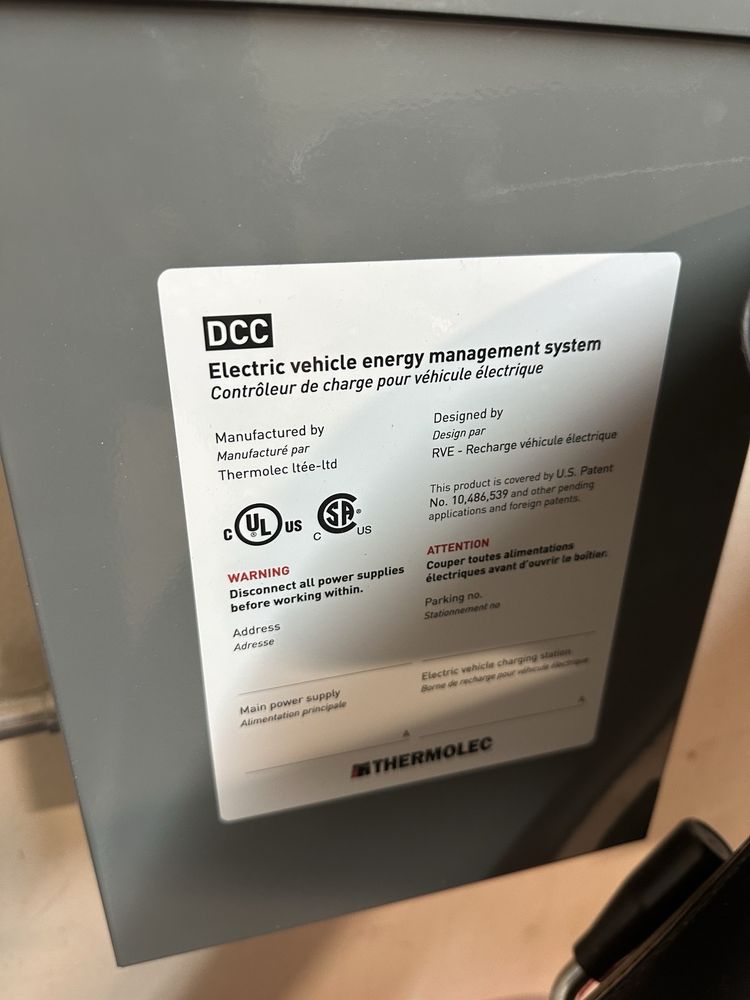 DCC
Electric vehicle energy management system
Contrôleur de charge pour véhicule électrique
Manufactured by
Manufacturé par
Thermolec ltée-ltd
Designed by
Design par
RVE - Recharge véhicule électrique
This product is covered by U.S. Patent
No. 10,486,539 and other pending
applications and foreign patents.
C UL® US
C SA® US
WARNING
Disconnect all power supplies
before working within.
ATTENTION
Couper toutes alimentations
électriques avant d'ouvrir le boîtier.
Address
Adresse
Parking no.
Stationnement no
Main power supply
Alimentation principale
A
Electric vehicle charging station
Borne de recharge pour véhicule électrique
A
THERMOLEC